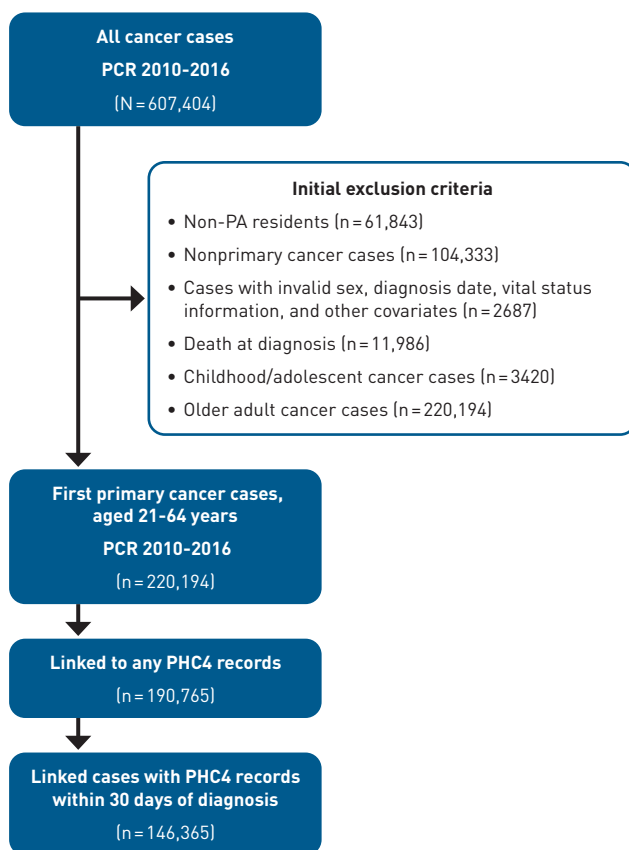 All cancer cases
PCR 2010-2016
(N = 607,404)
Initial exclusion criteria
• Non-PA residents (n = 61,843)
• Nonprimary cancer cases (n = 104,333)
• Cases with invalid sex, diagnosis date, vital status
information, and other covariates (n = 2687)
• Death at diagnosis (n = 11,986)
• Childhood/adolescent cancer cases (n = 3420)
• Older adult cancer cases (n = 220,194)
First primary cancer cases,
aged 21-64 years
PCR 2010-2016
(n = 220,194)
Linked to any PHC4 records
(n = 190,765)
Linked cases with PHC4 records
within 30 days of diagnosis
(n = 146,365)